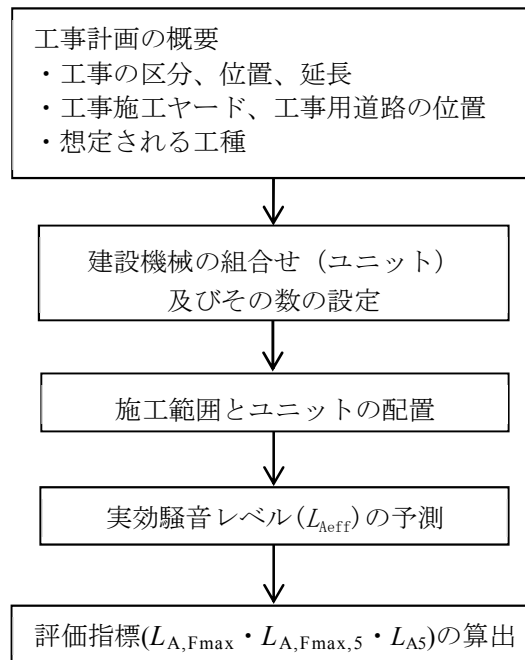 工事計画の概要
・工事の区分、位置、延長
・工事施工ヤード、工事用道路の位置
・想定される工種
建設機械の組合せ（ユニット）
及びその数の設定
施工範囲とユニットの配置
実効騒音レベル(LAeff)の予測
評価指標(LA,Fmax・LA,Fmax,5・LA5)の算出